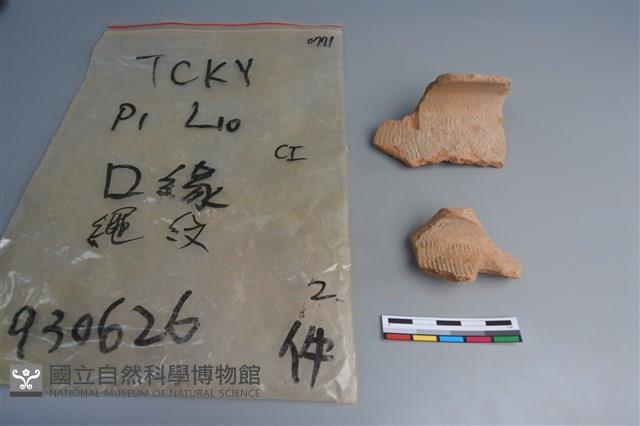 0771
TCKY
P1 L10
CI
口緣
繩紋
2
件
930626
國立自然科學博物館
NATIONAL MUSEUM OF NATURAL SCIENCE